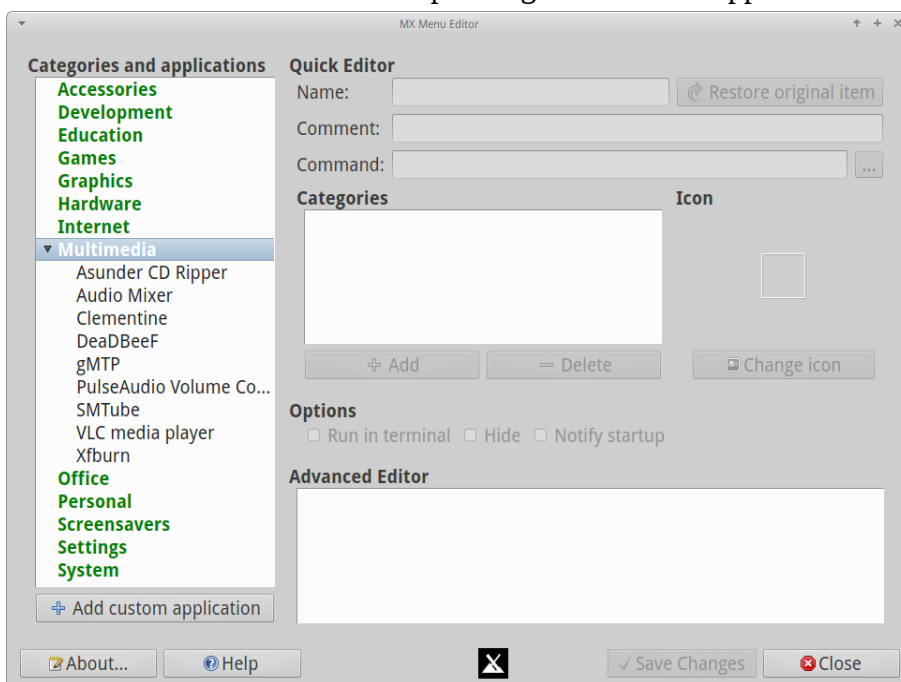 MX Menu Editor
Categories and applications
Accessories
Development
Education
Games
Graphics
Hardware
Internet
Multimedia
Asunder CD Ripper
Audio Mixer
Clementine
DeaDBeeF
gMTP
PulseAudio Volume Co...
SMTube
VLC media player
Xfburn
Office
Personal
Screensavers
Settings
System
Add custom application
Quick Editor
Name:
Restore original item
Comment:
Command:
...
Categories
Icon
Add
Delete
Change icon
Options
Run in terminal
Hide
Notify startup
Advanced Editor
About...
Help
Save Changes
Close